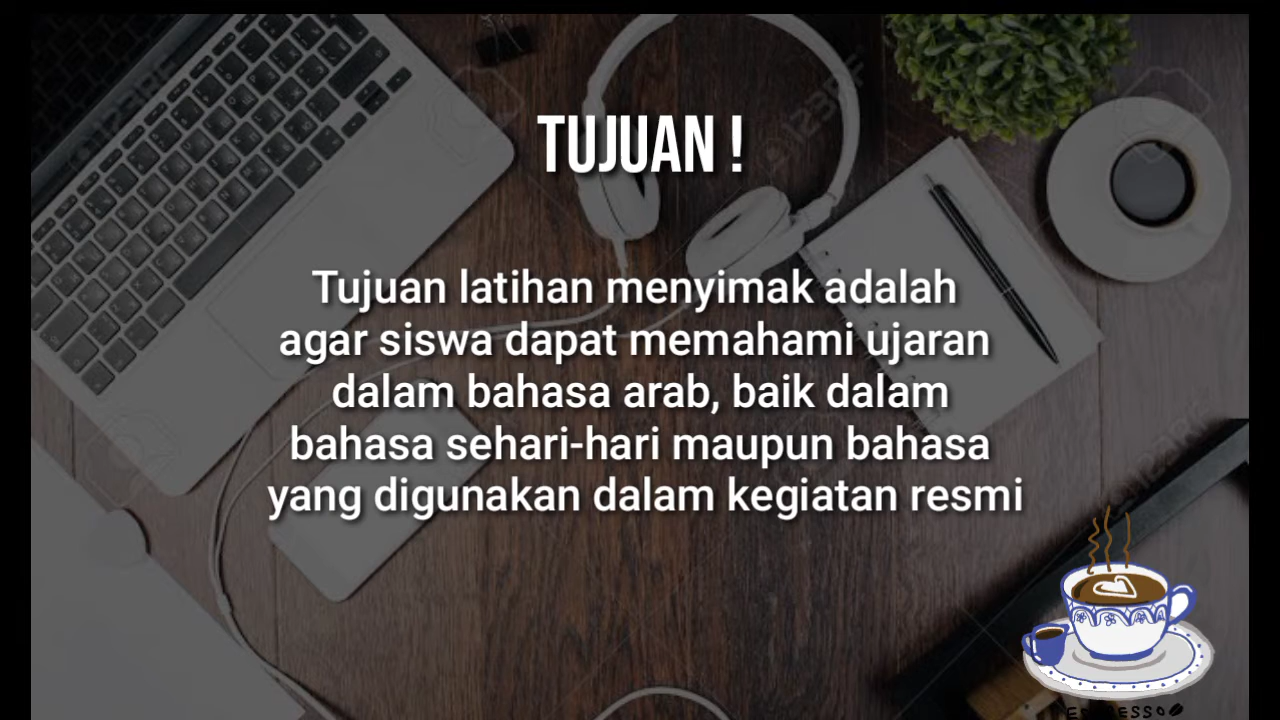 TUJUAN !
Tujuan latihan menyimak adalah
agar siswa dapat memahami ujaran
dalam bahasa arab, baik dalam
bahasa sehari-hari maupun bahasa
yang digunakan dalam kegiatan resmi
123RF